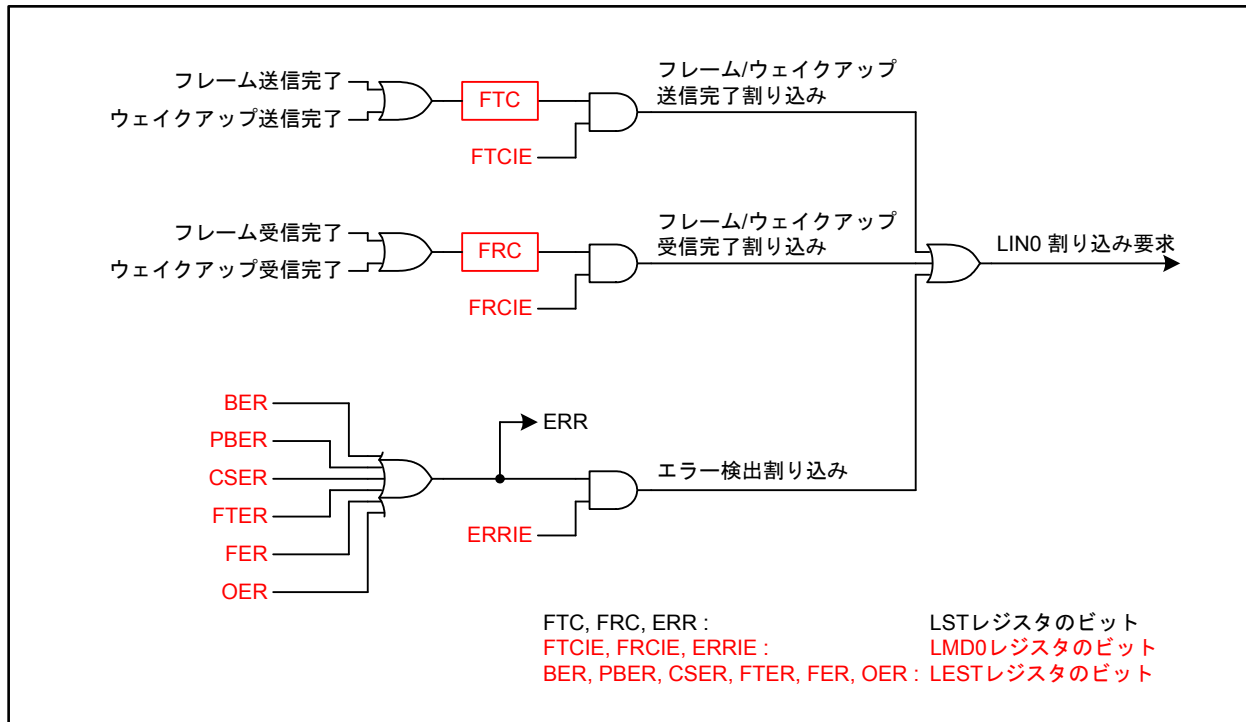 フレーム送信完了
ウェイクアップ送信完了
FTC
FTCIE
フレーム/ウェイクアップ
送信完了割り込み
フレーム受信完了
ウェイクアップ受信完了
FRC
FRCIE
フレーム/ウェイクアップ
受信完了割り込み
LIN0 割り込み要求
BER
PBER
CSER
FTER
FER
OER
ERR
ERRIE
エラー検出割り込み
FTC, FRC, ERR : LSTレジスタのビット
FTCIE, FRCIE, ERRIE : LMD0レジスタのビット
BER, PBER, CSER, FTER, FER, OER : LESTレジスタのビット